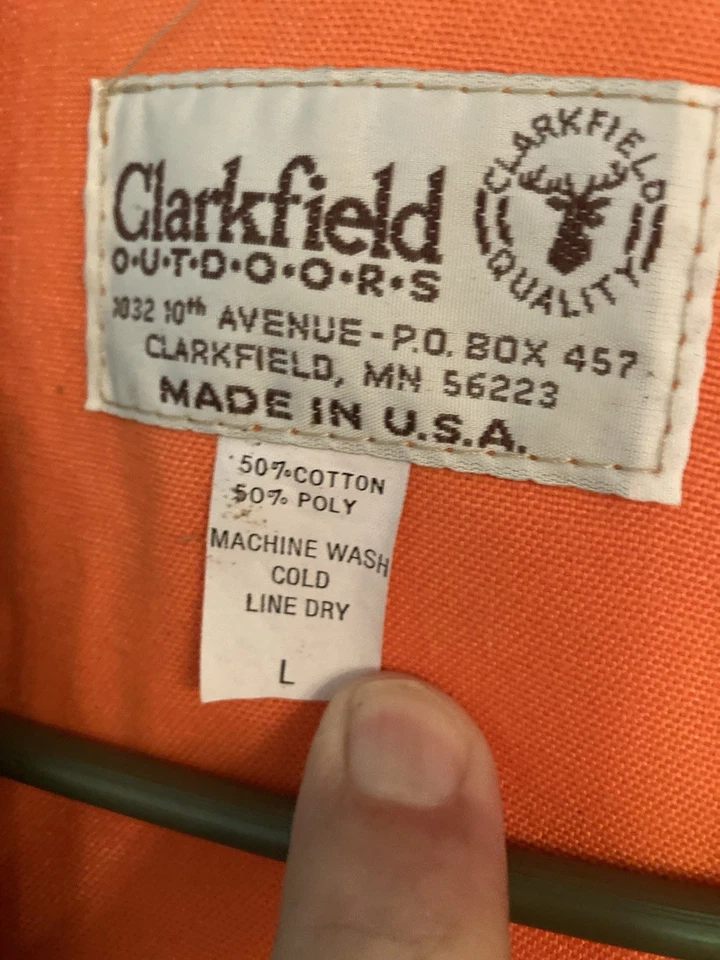 Clarkfield
O•U•T•D•O•O•R•S
CLARKFIELD
QUALITY
1032 10th AVENUE - P.O. BOX 457
CLARKFIELD, MN 56223
MADE IN U.S.A.
50% COTTON
50% POLY
MACHINE WASH
COLD
LINE DRY
L